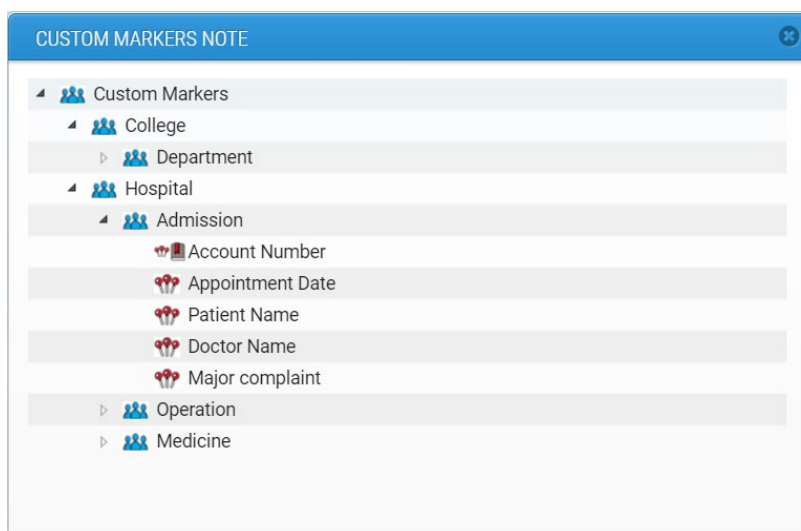 CUSTOM MARKERS NOTE
Custom Markers
College
Department
Hospital
Admission
Account Number
Appointment Date
Patient Name
Doctor Name
Major complaint
Operation
Medicine